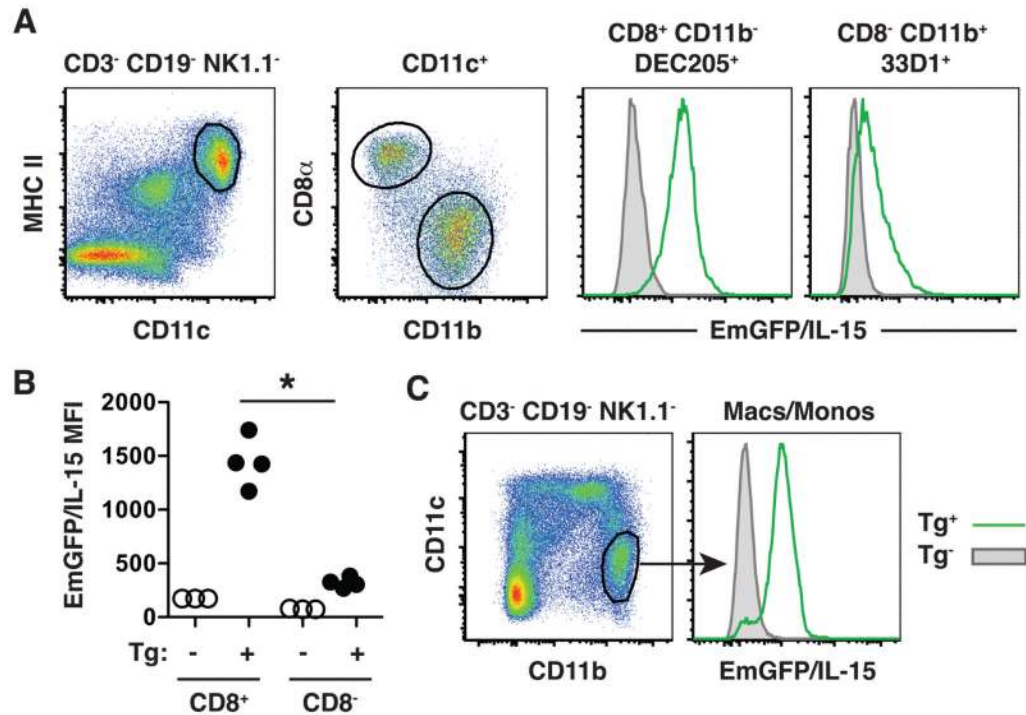 A
CD3- CD19- NK1.1-
MHC II
CD11c
CD11c+
CD8α
CD11b
CD8+ CD11b-
DEC205+
CD8- CD11b+
33D1+
EmGFP/IL-15
B
EmGFP/IL-15 MFI
2000
1500
1000
500
0
*
Tg: - + - +
CD8+ CD8-
C
CD3- CD19- NK1.1-
CD11c
CD11b
Macs/Monos
EmGFP/IL-15
Tg+
Tg-